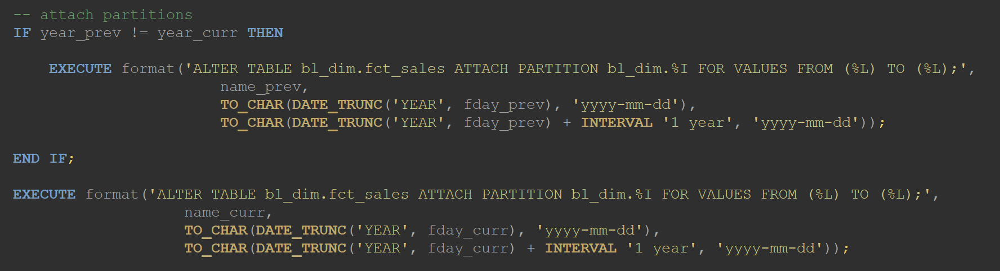 -- attach partitions
IF year_prev != year_curr THEN
EXECUTE format('ALTER TABLE bl_dim.fct_sales ATTACH PARTITION bl_dim.%I FOR VALUES FROM (%L) TO (%L);',
name_prev,
TO_CHAR(DATE_TRUNC('YEAR', fday_prev), 'yyyy-mm-dd'),
TO_CHAR(DATE_TRUNC('YEAR', fday_prev) + INTERVAL '1 year', 'yyyy-mm-dd'));
END IF;
EXECUTE format('ALTER TABLE bl_dim.fct_sales ATTACH PARTITION bl_dim.%I FOR VALUES FROM (%L) TO (%L);',
name_curr,
TO_CHAR(DATE_TRUNC('YEAR', fday_curr), 'yyyy-mm-dd'),
TO_CHAR(DATE_TRUNC('YEAR', fday_curr) + INTERVAL '1 year', 'yyyy-mm-dd'));